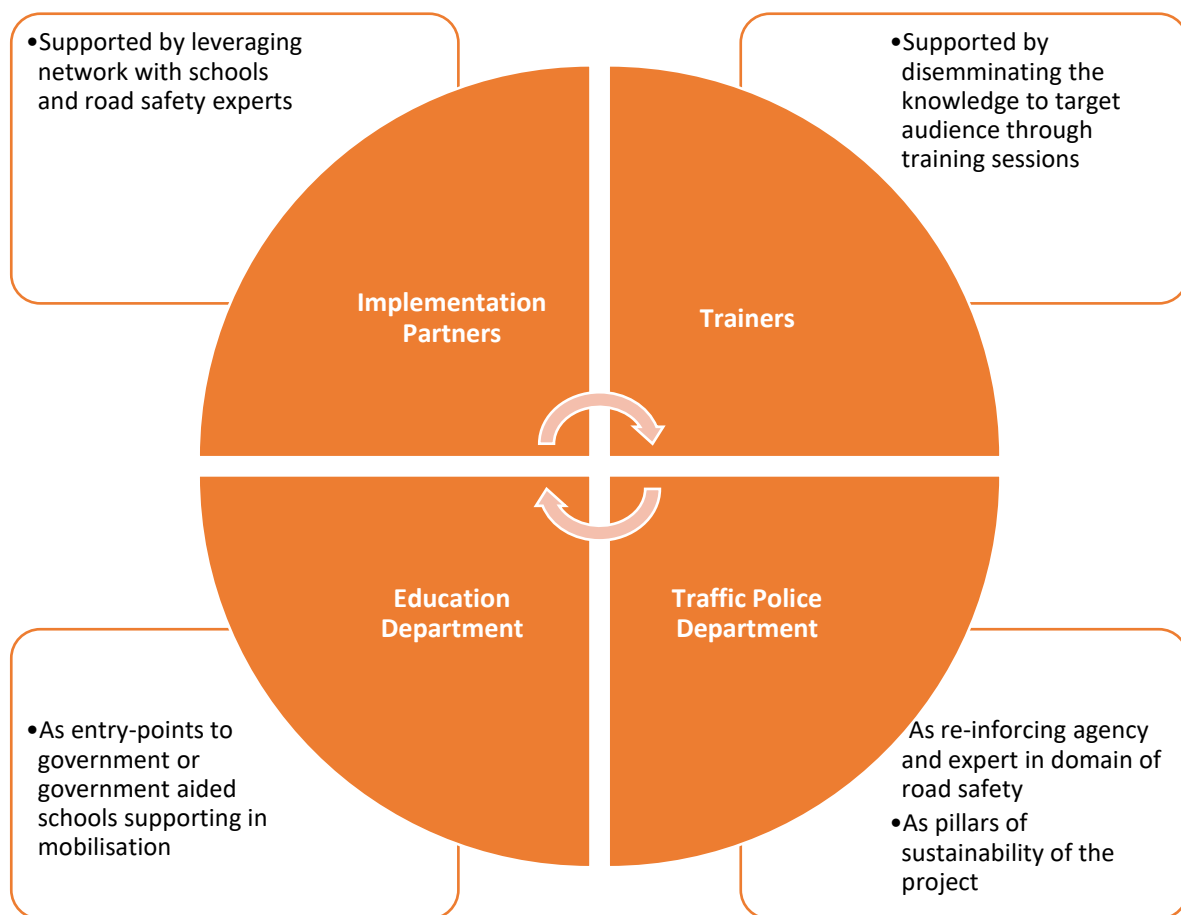 •Supported by leveraging
network with schools
and road safety experts
•Supported by
disemminating the
knowledge to target
audience through
training sessions
Implementation
Partners
Trainers
Education
Department
Traffic Police
Department
•As entry-points to
government or
government aided
schools supporting in
mobilisation
As re-inforcing agency
and expert in domain of
road safety
•As pillars of
sustainability of the
project